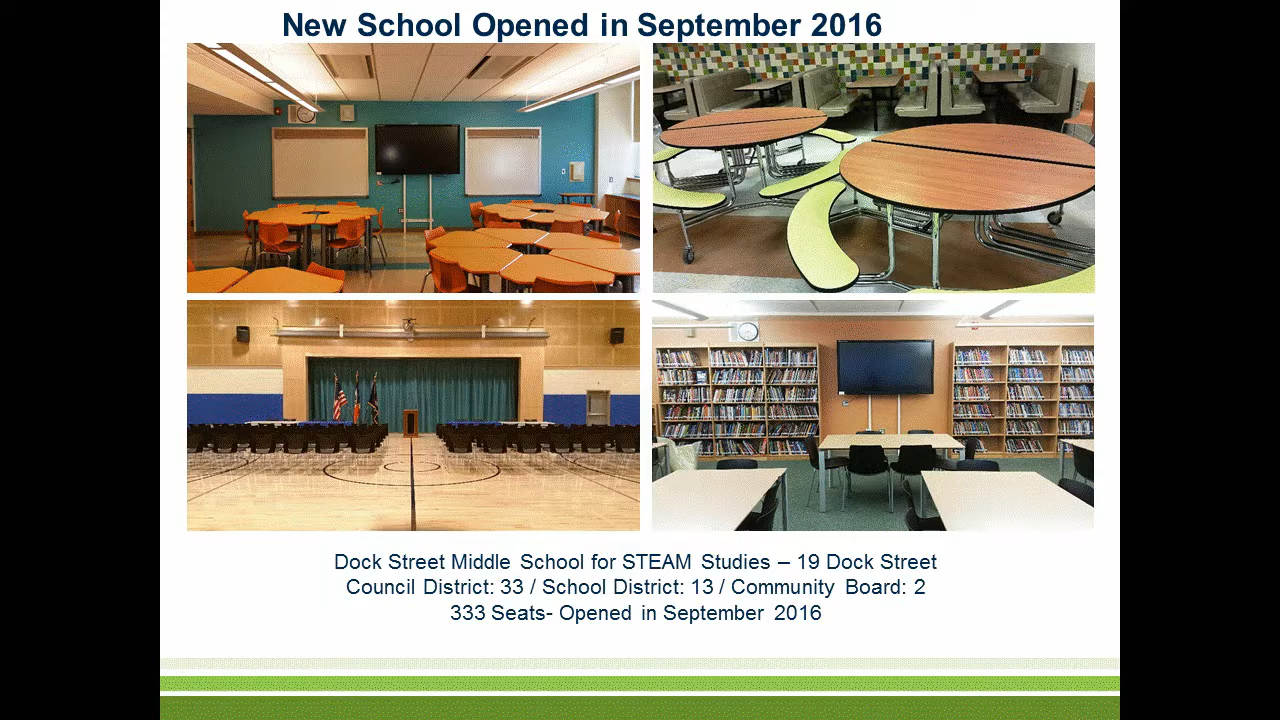 New School Opened in September 2016
Dock Street Middle School for STEAM Studies – 19 Dock Street
Council District: 33 / School District: 13 / Community Board: 2
333 Seats- Opened in September 2016